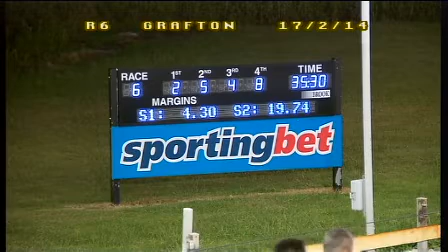 R6 GRAFTON 17/2/14
RACE 1ST 2ND 3RD 4TH TIME
6 2 5 4 8 35.30
BROOK
MARGINS
S1: 4.30 S2: 19.74
sportingbet